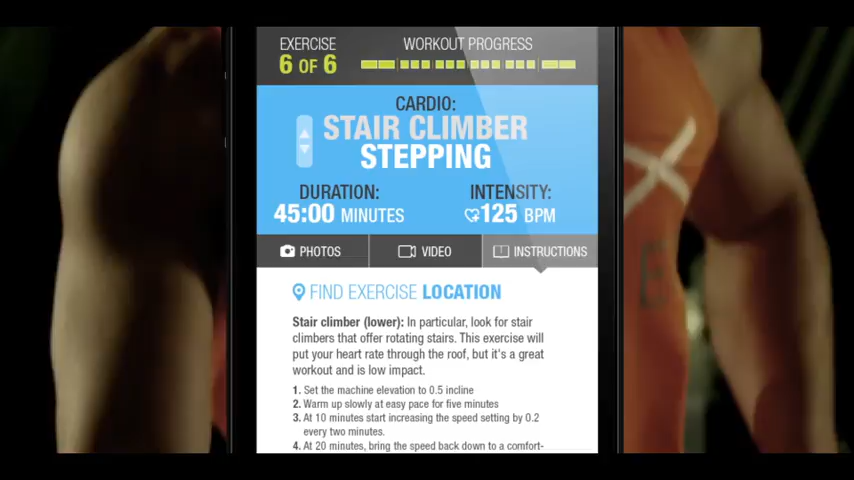 EXERCISE
6 OF 6
WORKOUT PROGRESS
CARDIO:
STAIR CLIMBER
STEPPING
DURATION:
45:00 MINUTES
INTENSITY:
125 BPM
PHOTOS
VIDEO
INSTRUCTIONS
FIND EXERCISE LOCATION
Stair climber (lower): In particular, look for stair
climbers that offer rotating stairs. This exercise will
put your heart rate through the roof, but it's a great
workout and is low impact.
1. Set the machine elevation to 0.5 incline
2. Warm up slowly at easy pace for five minutes
3. At 10 minutes start increasing the speed setting by 0.2
every two minutes.
4. At 20 minutes, bring the speed back down to a comfort-